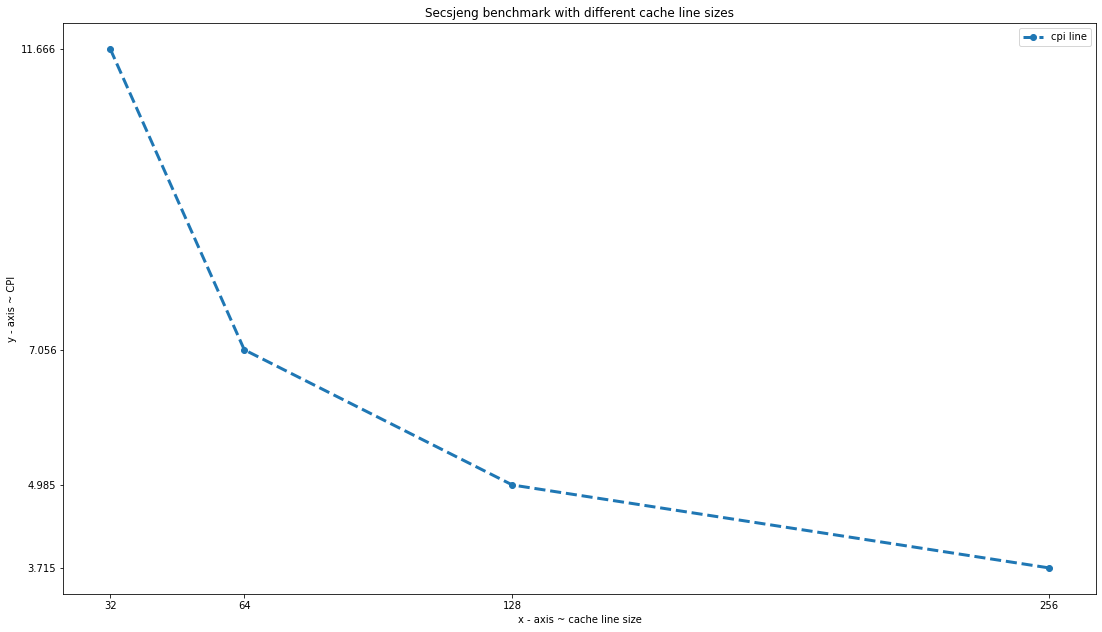 Secsjeng benchmark with different cache line sizes
cpi line
11.666
7.056
4.985
3.715
y - axis ~ CPI
32 64 128 256
x - axis ~ cache line size